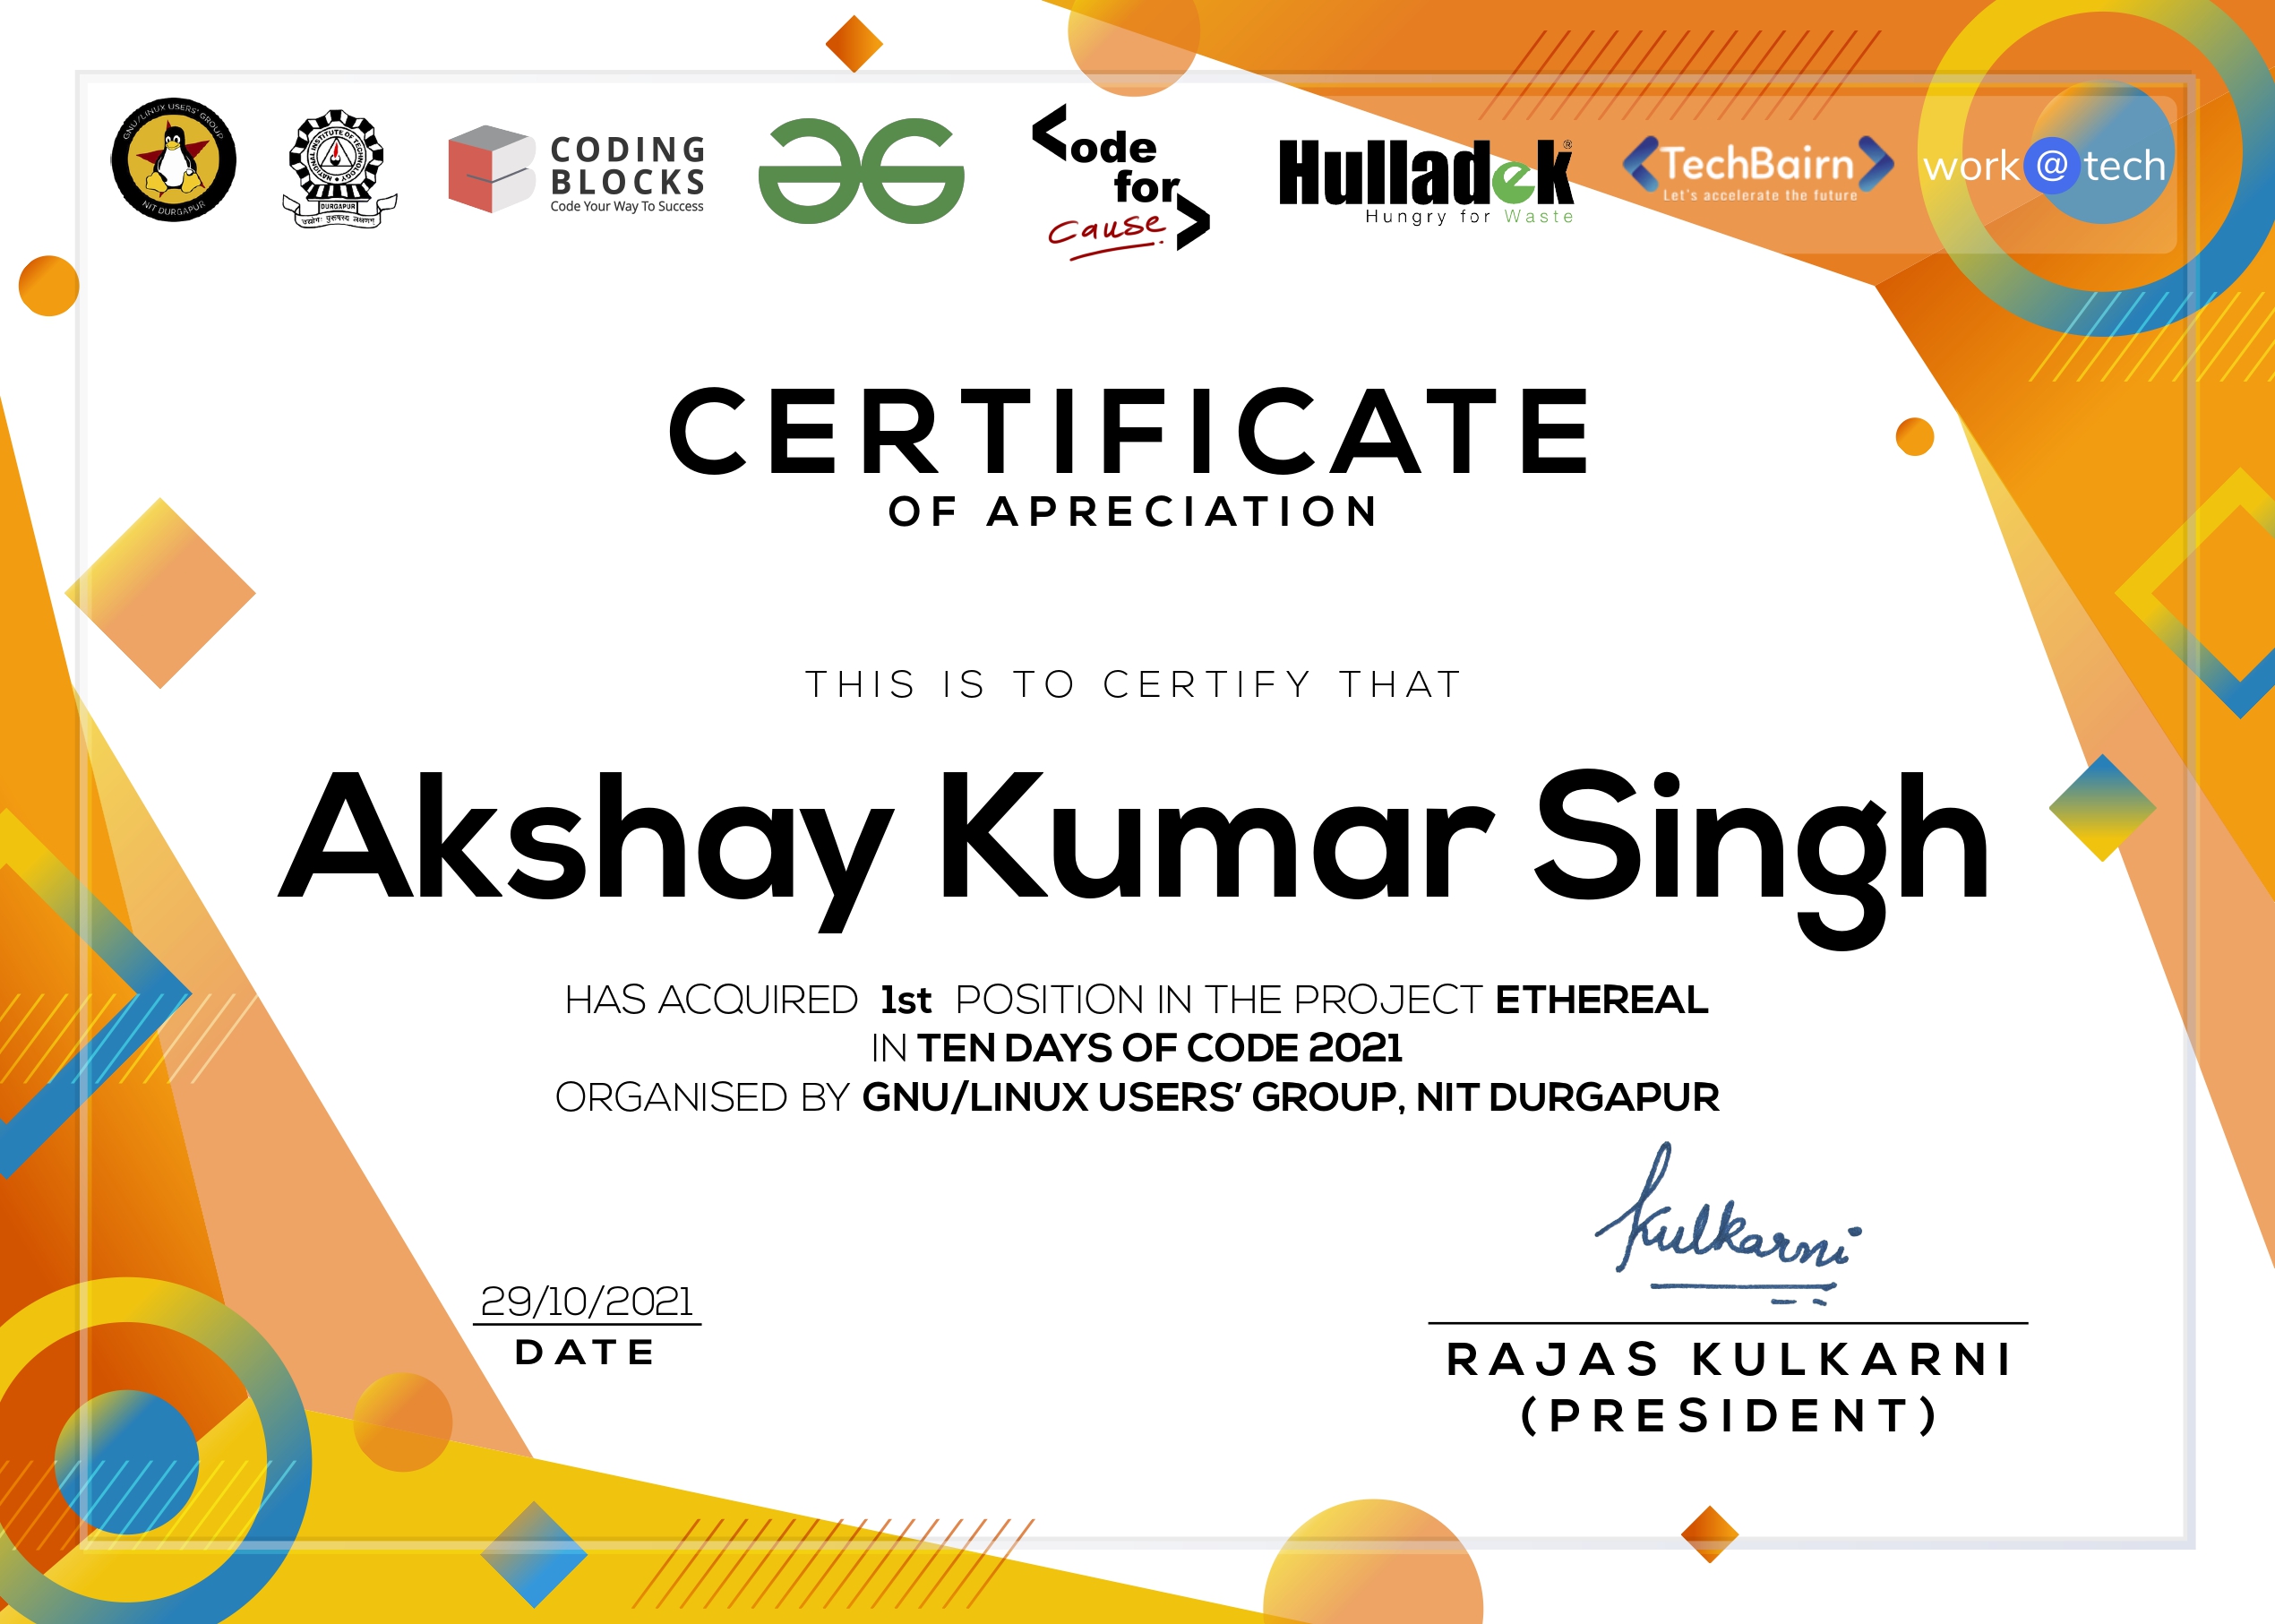 GNU/LINUX USERS' GROUP
NIT DURGAPUR
NATIONAL INSTITUTE OF TECHNOLOGY
DURGAPUR
CODING
BLOCKS
Code Your Way To Success
<ode
for>
Cause
Hulladek®
Hungry for Waste
<TechBairn>
Let's accelerate the future
work@tech
CERTIFICATE
OF APRECIATION
THIS IS TO CERTIFY THAT
Akshay Kumar Singh
HAS ACQUIRED 1st POSITION IN THE PROJECT ETHEREAL
IN TEN DAYS OF CODE 2021
ORGANISED BY GNU/LINUX USERS' GROUP, NIT DURGAPUR
Kulkarni
29/10/2021
DATE
RAJAS KULKARNI
(PRESIDENT)